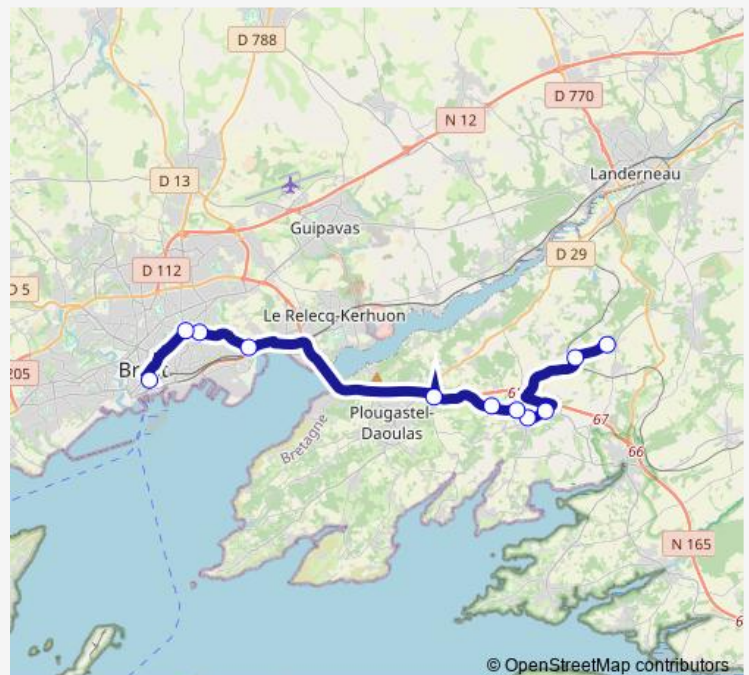 D 788
N 12
D 770
Landerneau
D 13
Guipavas
D 29
D 112
D 5
Le Relecq-Kerhuon
205
Plougastel-
Daoulas
67
66
Bretagne
N 165
© OpenStreetMap contributors